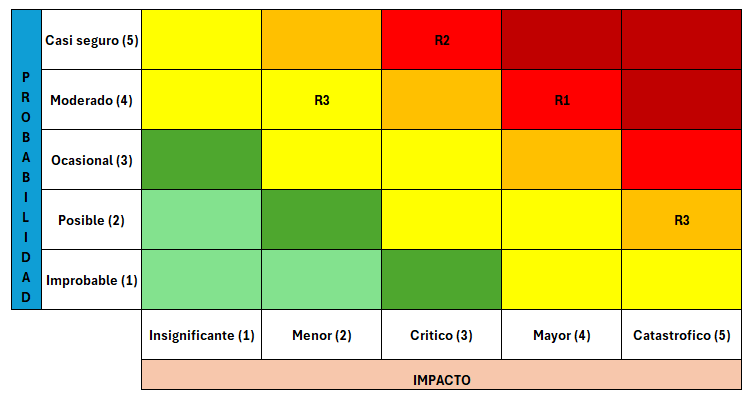 PROBABILIDAD
Casi seguro (5)
R2
Moderado (4)
R3
R1
Ocasional (3)
Posible (2)
R3
Improbable (1)
Insignificante (1)
Menor (2)
Critico (3)
Mayor (4)
Catastrofico (5)
IMPACTO